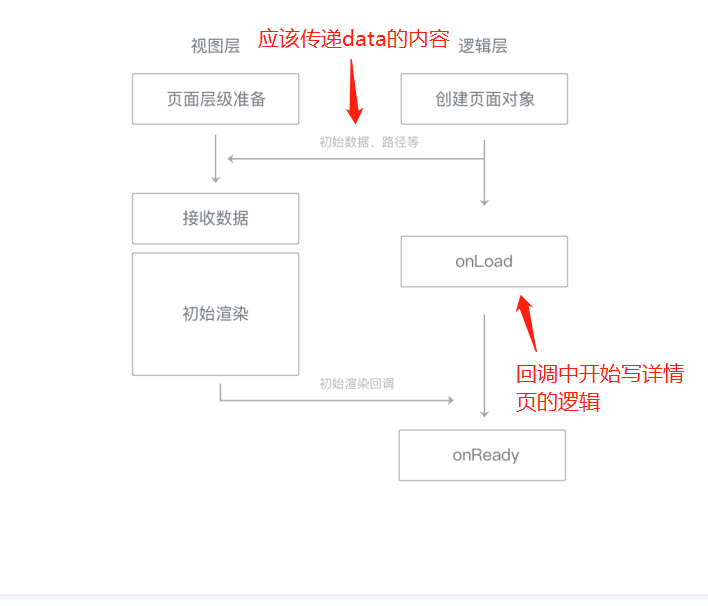 应该传递data的内容
视图层
逻辑层
页面层级准备
创建页面对象
初始数据、路径等
接收数据
onLoad
初始渲染
回调中开始写详情
页的逻辑
初始渲染回调
onReady